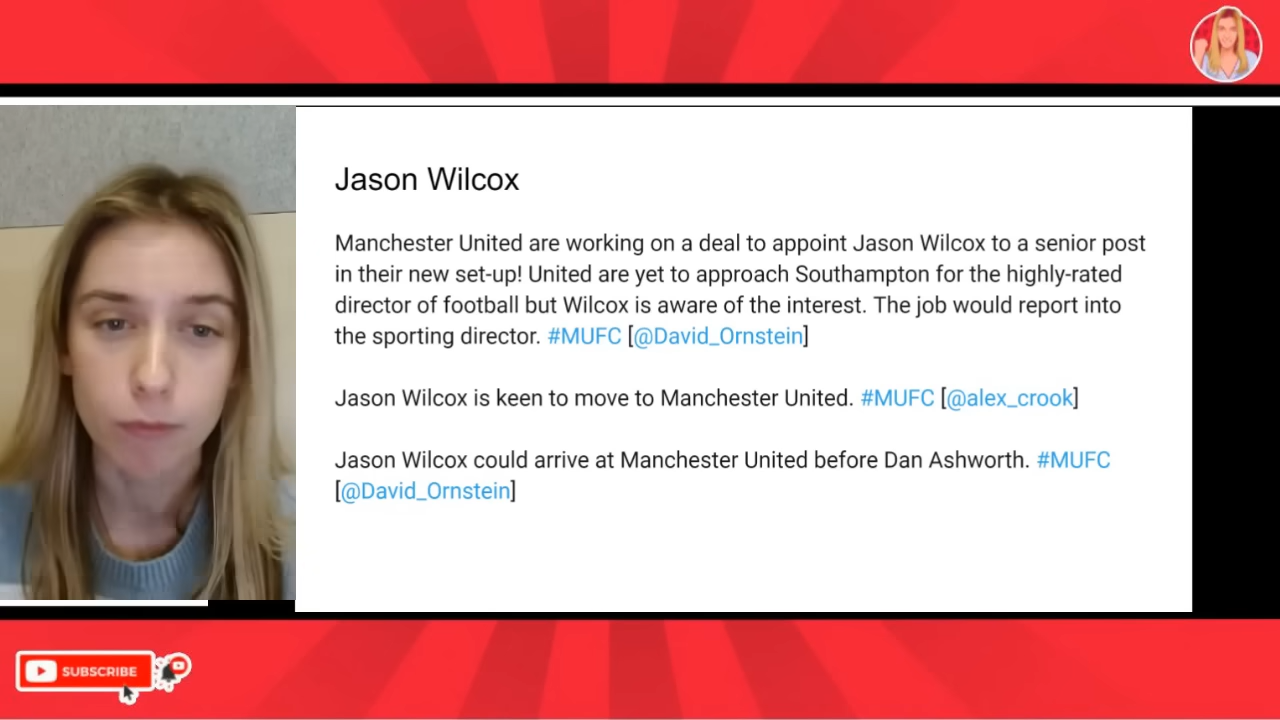 Jason Wilcox
Manchester United are working on a deal to appoint Jason Wilcox to a senior post
in their new set-up! United are yet to approach Southampton for the highly-rated
director of football but Wilcox is aware of the interest. The job would report into
the sporting director. #MUFC [@David_Ornstein]
Jason Wilcox is keen to move to Manchester United. #MUFC [@alex_crook]
Jason Wilcox could arrive at Manchester United before Dan Ashworth. #MUFC
[@David_Ornstein]
SUBSCRIBE